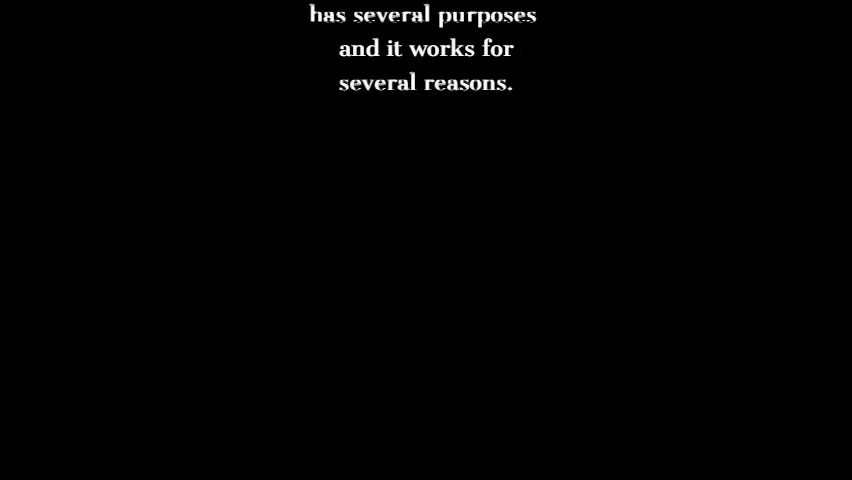 has several purposes
and it works for
several reasons.